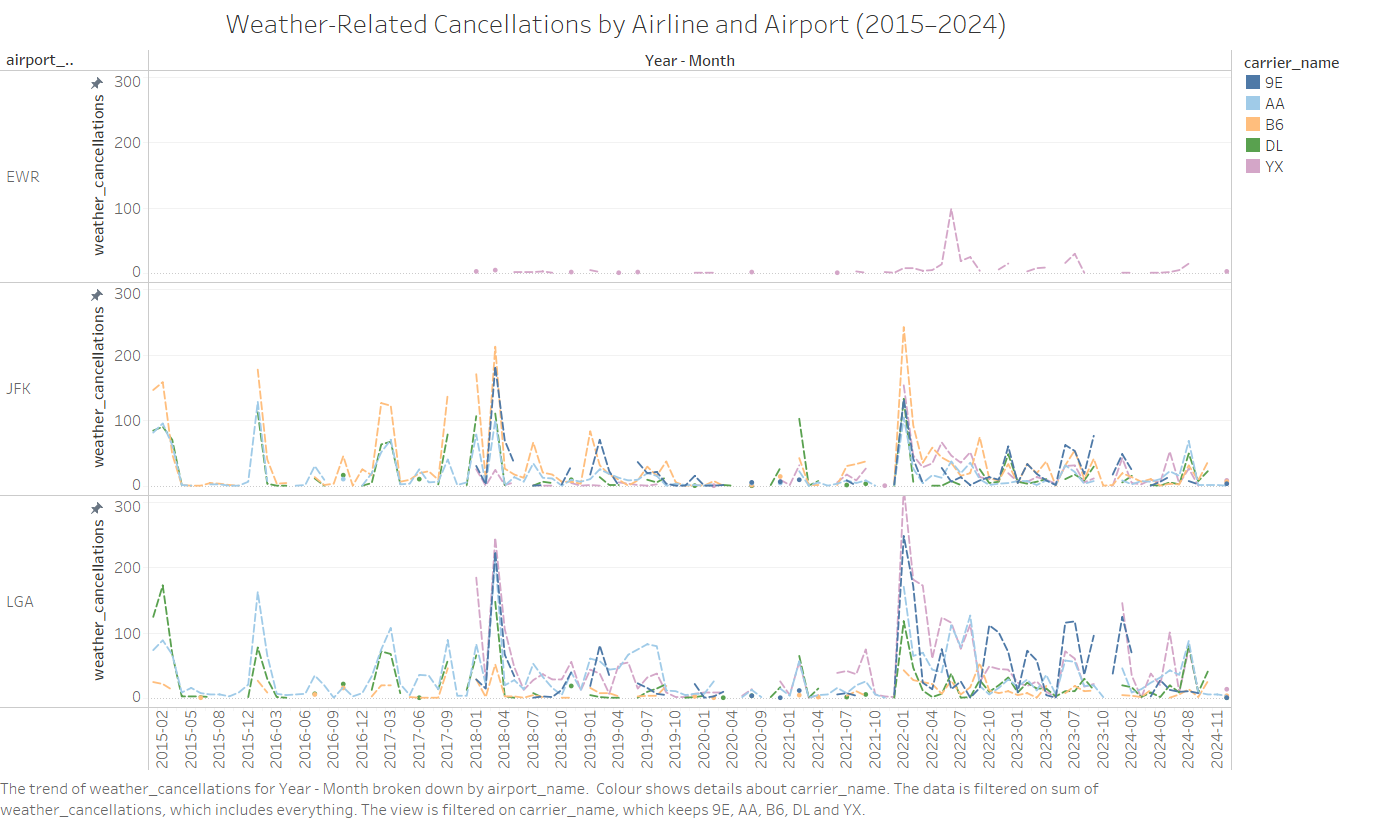 Weather-Related Cancellations by Airline and Airport (2015–2024)
airport_..
Year - Month
carrier_name
9E
AA
B6
DL
YX
EWR
weather_cancellations
300
200
100
0
JFK
weather_cancellations
300
200
100
0
LGA
weather_cancellations
300
200
100
0
2015-02
2015-05
2015-08
2015-12
2016-03
2016-06
2016-09
2016-12
2017-03
2017-06
2017-09
2018-01
2018-04
2018-07
2018-10
2019-01
2019-04
2019-07
2019-10
2020-01
2020-04
2020-09
2021-01
2021-04
2021-07
2021-10
2022-01
2022-04
2022-07
2022-10
2023-01
2023-04
2023-07
2023-10
2024-02
2024-05
2024-08
2024-11
The trend of weather_cancellations for Year - Month broken down by airport_name.  Colour shows details about carrier_name. The data is filtered on sum of
weather_cancellations, which includes everything. The view is filtered on carrier_name, which keeps 9E, AA, B6, DL and YX.